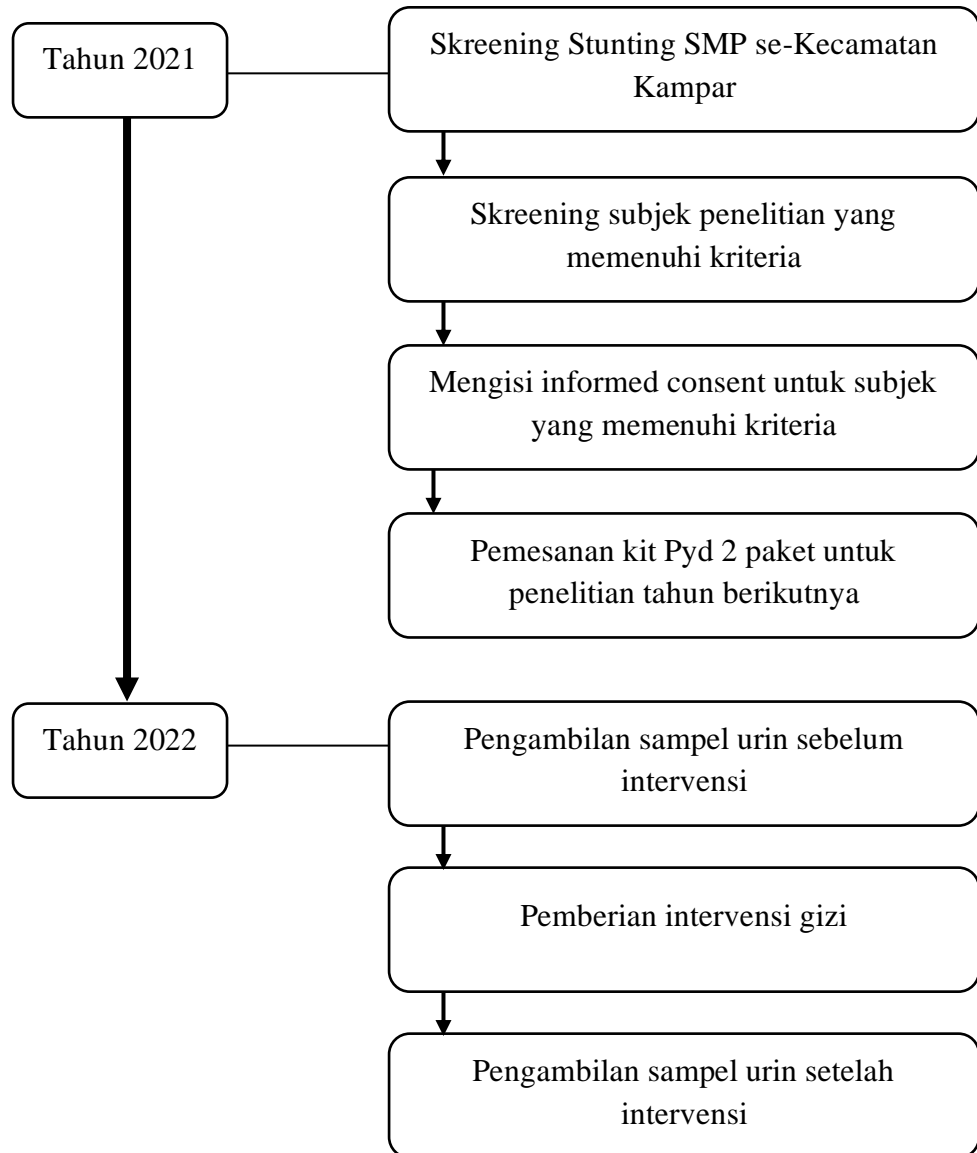 Tahun 2021
Skreening Stunting SMP se-Kecamatan
Kampar
Skreening subjek penelitian yang
memenuhi kriteria
Mengisi informed consent untuk subjek
yang memenuhi kriteria
Pemesanan kit Pyd 2 paket untuk
penelitian tahun berikutnya
Tahun 2022
Pengambilan sampel urin sebelum
intervensi
Pemberian intervensi gizi
Pengambilan sampel urin setelah
intervensi